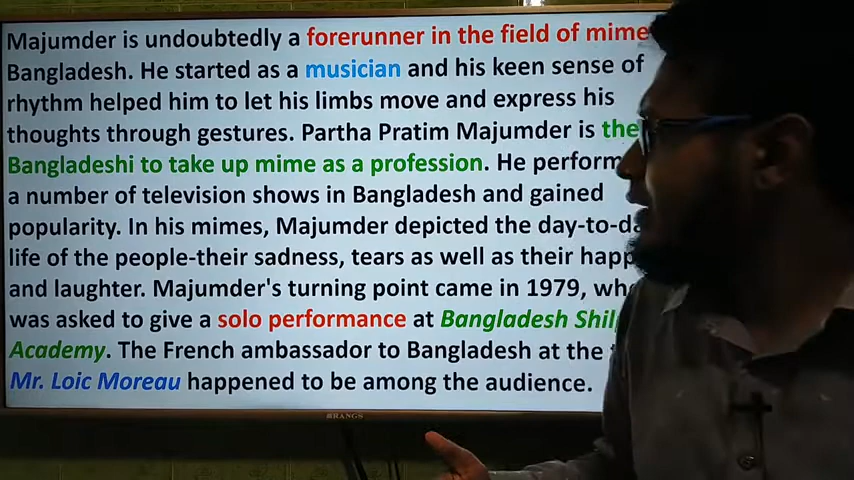 Majumder is undoubtedly a forerunner in the field of mime
Bangladesh. He started as a musician and his keen sense of
rhythm helped him to let his limbs move and express his
thoughts through gestures. Partha Pratim Majumder is the
Bangladeshi to take up mime as a profession. He perform
a number of television shows in Bangladesh and gained
popularity. In his mimes, Majumder depicted the day-to-da
life of the people-their sadness, tears as well as their happ
and laughter. Majumder's turning point came in 1979, wh
was asked to give a solo performance at Bangladesh Shil
Academy. The French ambassador to Bangladesh at the
Mr. Loic Moreau happened to be among the audience.
RANGS